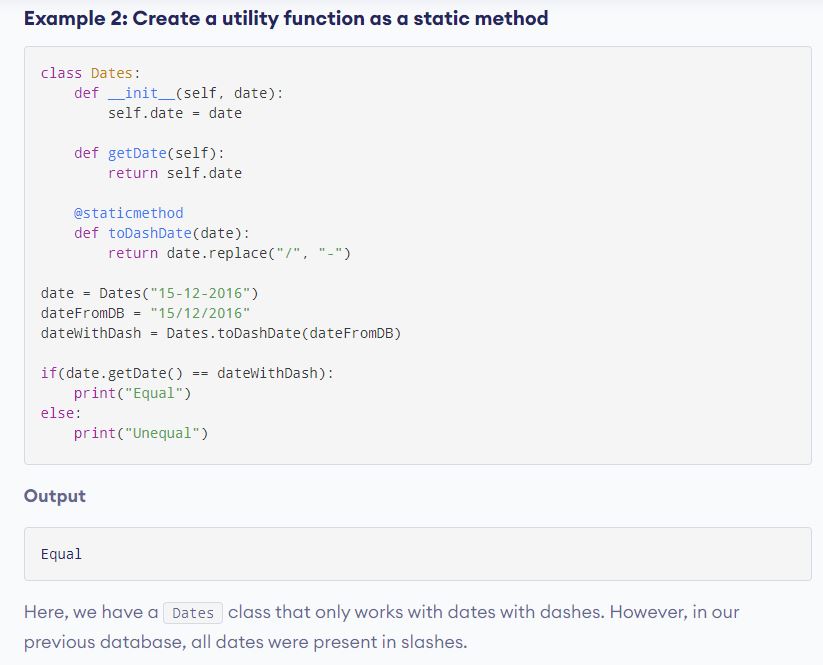 Example 2: Create a utility function as a static method
class Dates:
    def __init__(self, date):
        self.date = date

    def getDate(self):
        return self.date

    @staticmethod
    def toDashDate(date):
        return date.replace("/", "-")

date = Dates("15-12-2016")
dateFromDB = "15/12/2016"
dateWithDash = Dates.toDashDate(dateFromDB)

if(date.getDate() == dateWithDash):
    print("Equal")
else:
    print("Unequal")
Output
Equal
Here, we have a Dates class that only works with dates with dashes. However, in our
previous database, all dates were present in slashes.